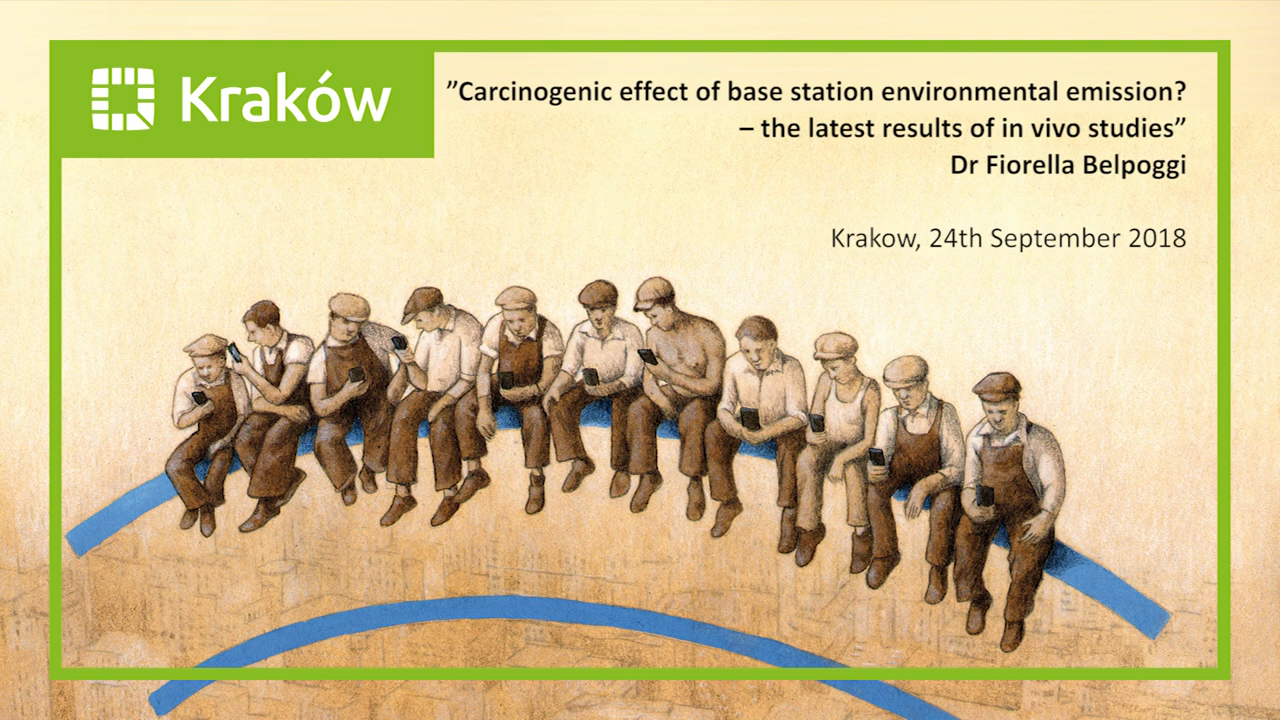 Kraków
”Carcinogenic effect of base station environmental emission?
– the latest results of in vivo studies”
Dr Fiorella Belpoggi
Krakow, 24th September 2018